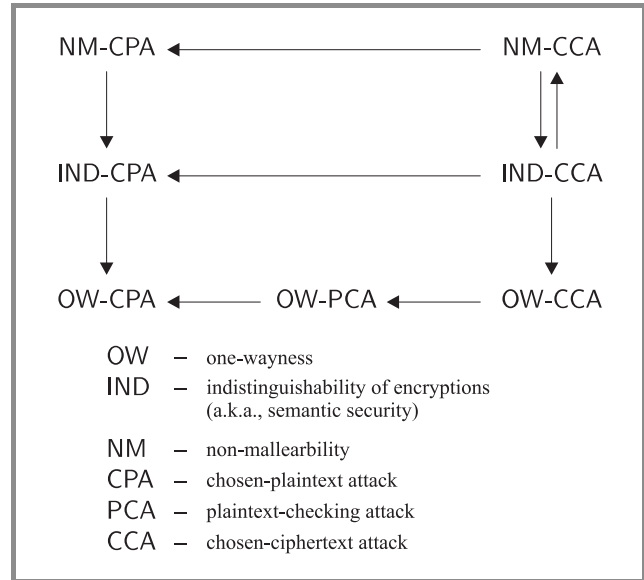 NM-CPA NM-CCA
IND-CPA IND-CCA
OW-CPA OW-PCA OW-CCA
OW – one-wayness
IND – indistinguishability of encryptions
(a.k.a., semantic security)
NM – non-mallearbility
CPA – chosen-plaintext attack
PCA – plaintext-checking attack
CCA – chosen-ciphertext attack